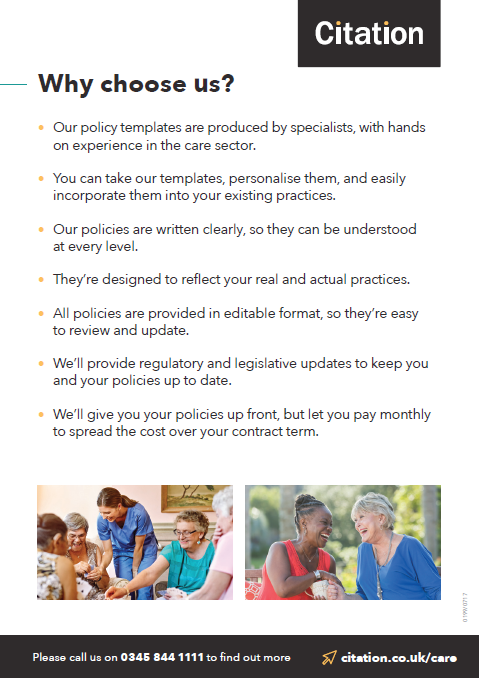 Citation
Why choose us?
• Our policy templates are produced by specialists, with hands
on experience in the care sector.
• You can take our templates, personalise them, and easily
incorporate them into your existing practices.
• Our policies are written clearly, so they can be understood
at every level.
• They're designed to reflect your real and actual practices.
• All policies are provided in editable format, so they're easy
to review and update.
• We'll provide regulatory and legislative updates to keep you
and your policies up to date.
• We'll give you your policies up front, but let you pay monthly
to spread the cost over your contract term.
0199/0717
Please call us on 0345 844 1111 to find out more
citation.co.uk/care